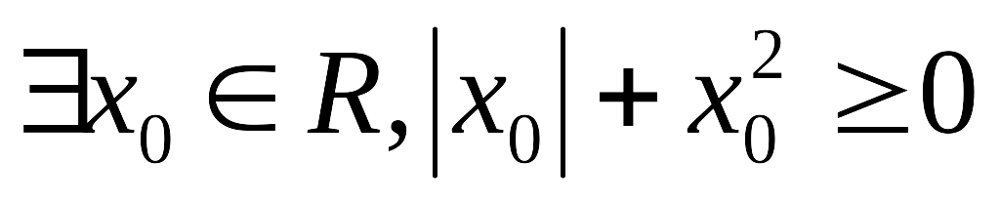 ∃x₀ ∈ R, |x₀| + x₀² ≥ 0